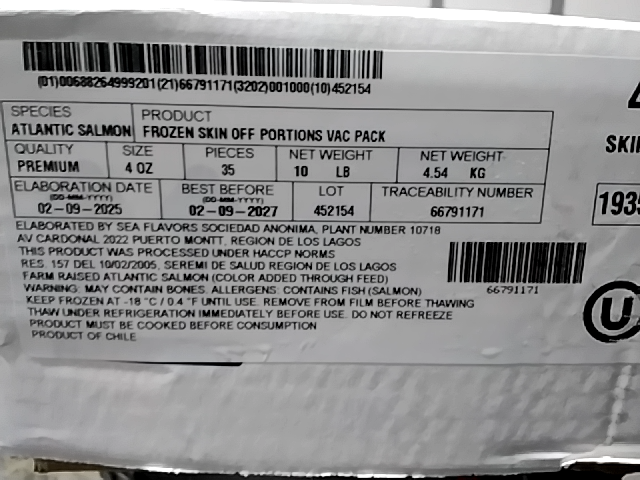 (01)00688264999201(21)66791171(3202)001000(10)452154
SPECIES PRODUCT
ATLANTIC SALMON FROZEN SKIN OFF PORTIONS VAC PACK
QUALITY SIZE PIECES NET WEIGHT NET WEIGHT
PREMIUM 4 OZ 35 10 LB 4.54 KG
ELABORATION DATE BEST BEFORE LOT TRACEABILITY NUMBER
(DD-MM-YYYY) (DD-MM-YYYY)
02-09-2025 02-09-2027 452154 66791171
ELABORATED BY SEA FLAVORS SOCIEDAD ANONIMA, PLANT NUMBER 10718
AV CARDONAL 2022 PUERTO MONTT, REGION DE LOS LAGOS
THIS PRODUCT WAS PROCESSED UNDER HACCP NORMS
RES. 157 DEL 10/02/2005, SEREMI DE SALUD REGION DE LOS LAGOS
FARM RAISED ATLANTIC SALMON (COLOR ADDED THROUGH FEED)
WARNING: MAY CONTAIN BONES. ALLERGENS: CONTAINS FISH (SALMON)
KEEP FROZEN AT -18 °C / 0.4 °F UNTIL USE. REMOVE FROM FILM BEFORE THAWING
THAW UNDER REFRIGERATION IMMEDIATELY BEFORE USE. DO NOT REFREEZE
PRODUCT MUST BE COOKED BEFORE CONSUMPTION
PRODUCT OF CHILE
66791171
SKI
193
U